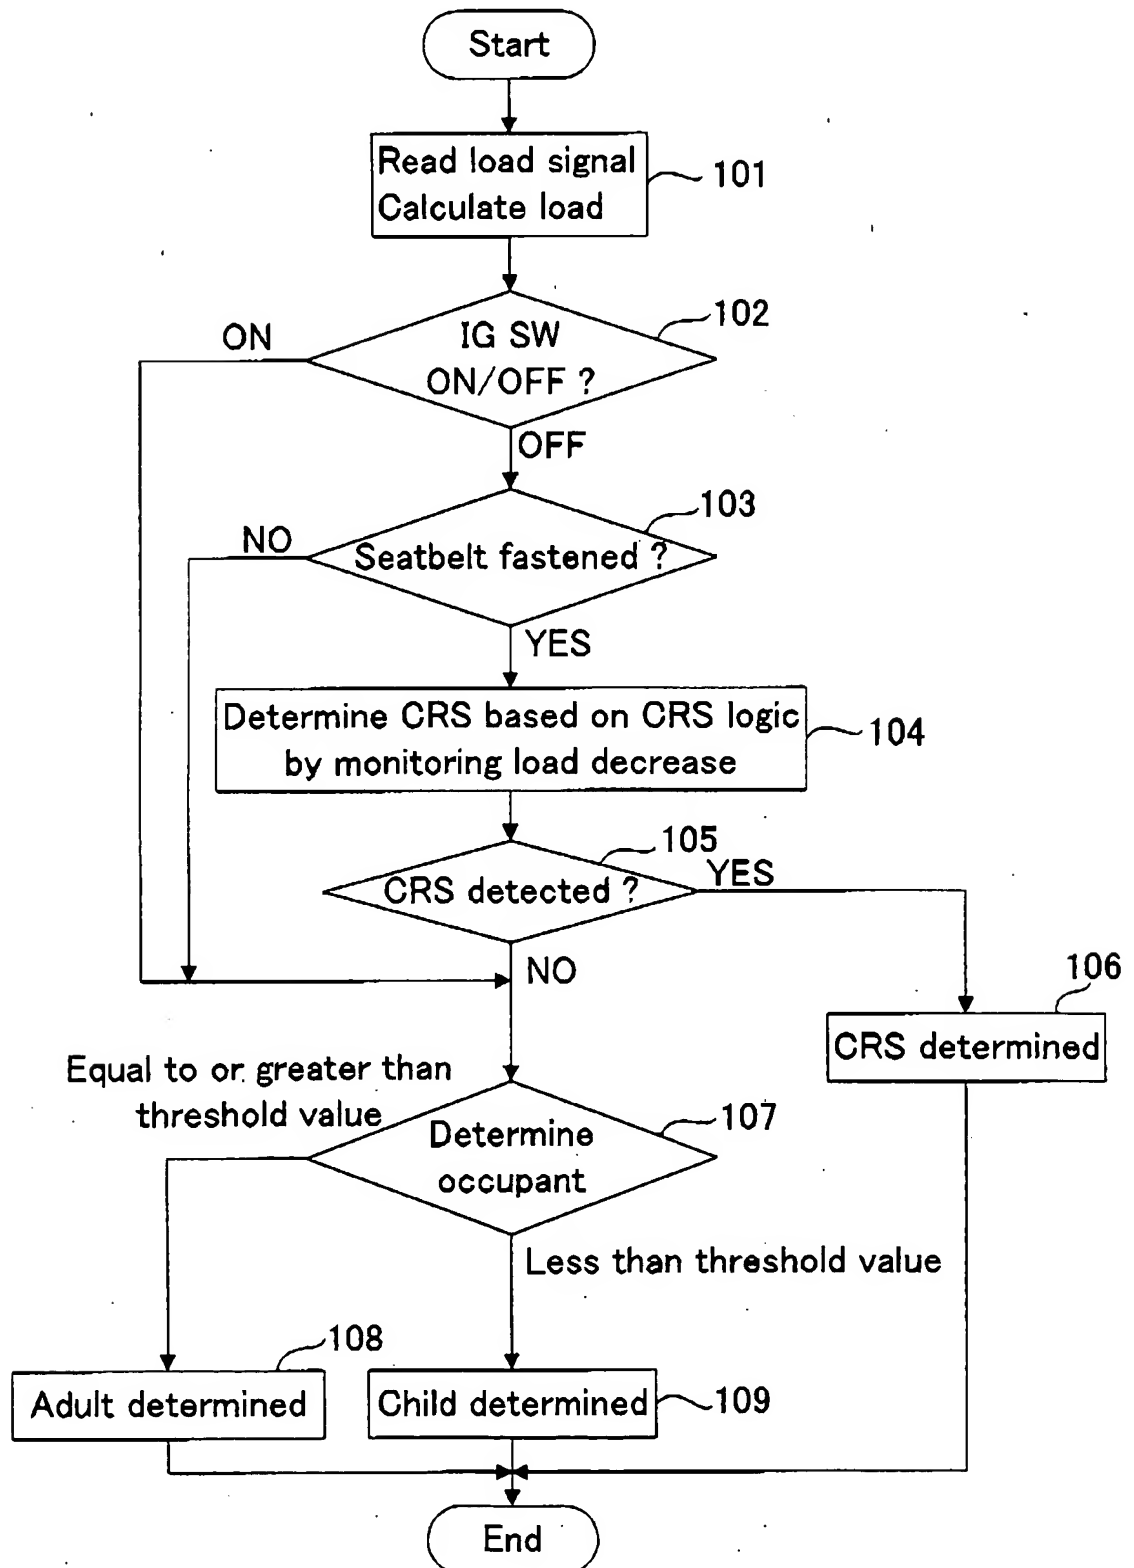 Start
Read load signal
Calculate load
101
102
ON
IG SW
ON/OFF ?
OFF
103
NO
Seatbelt fastened ?
YES
Determine CRS based on CRS logic
by monitoring load decrease
104
105
YES
CRS detected ?
NO
106
CRS determined
Equal to or greater than
threshold value
107
Determine
occupant
Less than threshold value
108
Adult determined
Child determined
109
End